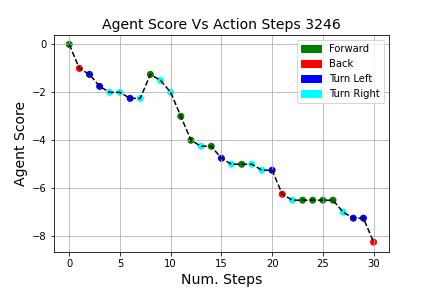 Agent Score Vs Action Steps 3246
Agent Score
0
−2
−4
−6
−8
Forward
Back
Turn Left
Turn Right
0 5 10 15 20 25 30
Num. Steps